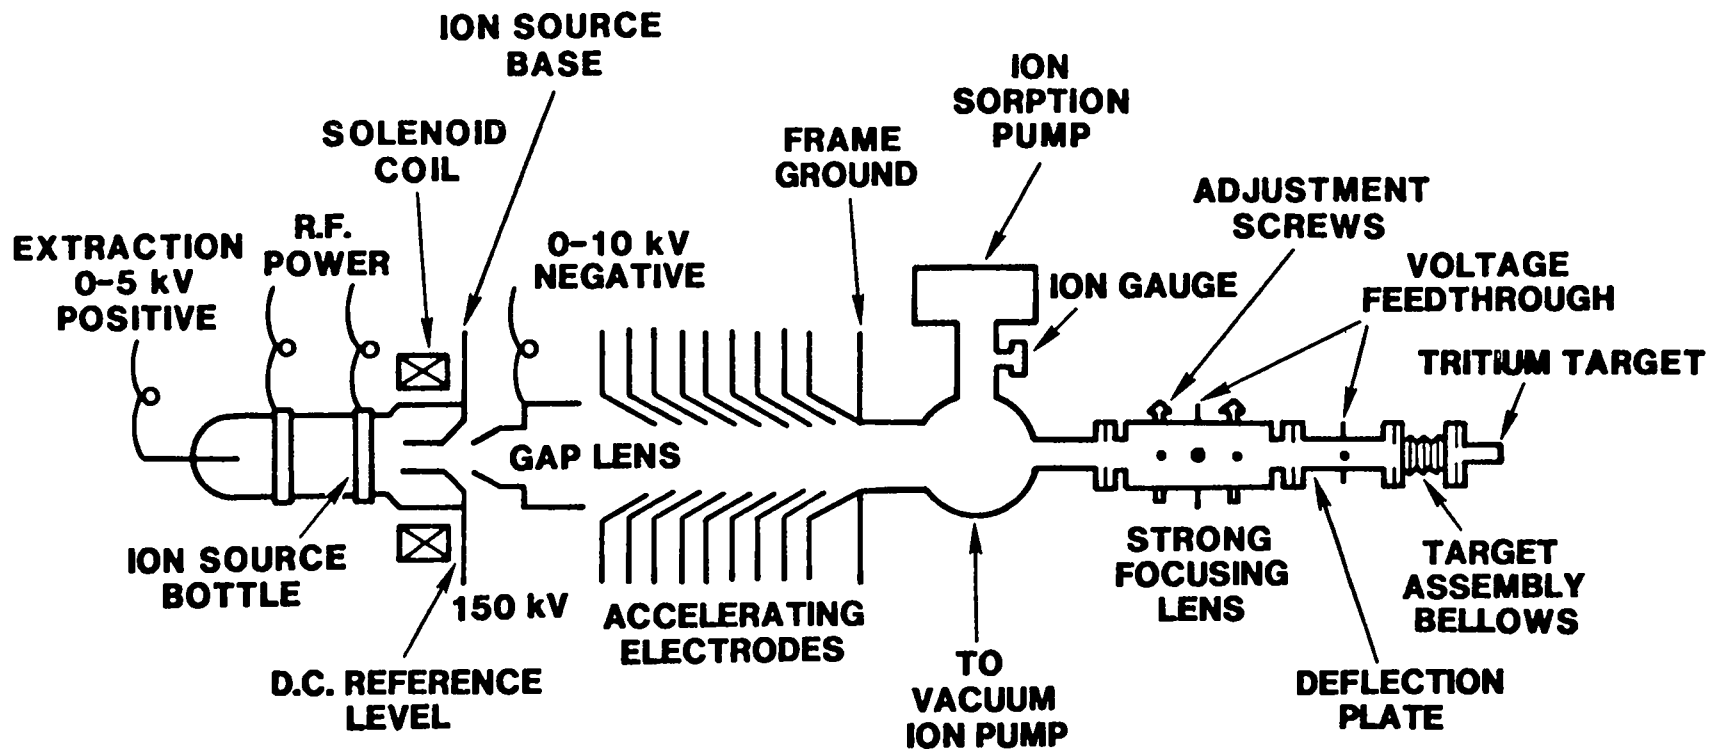 ION SOURCE
BASE
ION
SORPTION
PUMP
SOLENOID
COIL
FRAME
GROUND
ADJUSTMENT
SCREWS
R.F.
POWER
EXTRACTION
0-5 kV
POSITIVE
0-10 kV
NEGATIVE
ION GAUGE
VOLTAGE
FEEDTHROUGH
TRITIUM TARGET
GAP LENS
ION SOURCE
BOTTLE
150 kV
ACCELERATING
ELECTRODES
STRONG
FOCUSING
LENS
TARGET
ASSEMBLY
BELLOWS
D.C. REFERENCE
LEVEL
TO
VACUUM
ION PUMP
DEFLECTION
PLATE